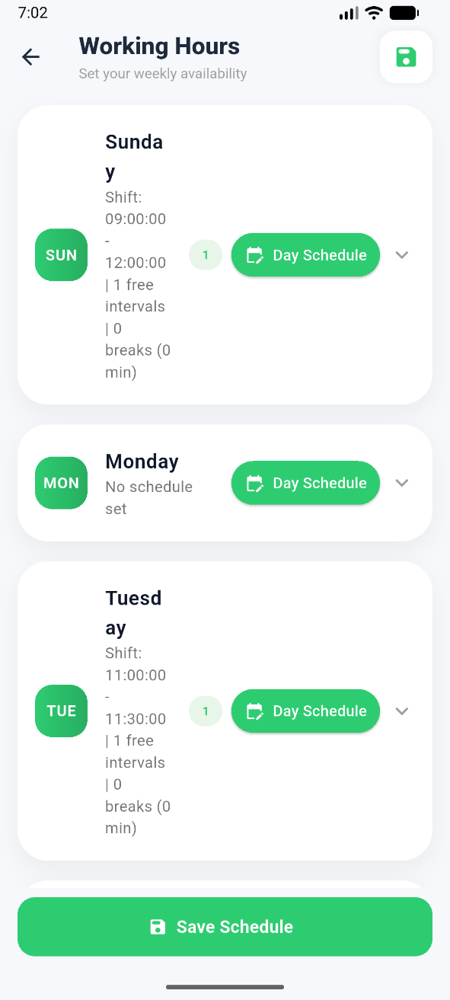 7:02
Working Hours
Set your weekly availability
SUN
Sunda
y
Shift:
09:00:00
-
12:00:00
| 1 free
intervals
| 0
breaks (0
min)
1
Day Schedule
MON
Monday
No schedule
set
Day Schedule
TUE
Tuesd
ay
Shift:
11:00:00
-
11:30:00
| 1 free
intervals
| 0
breaks (0
min)
1
Day Schedule
Save Schedule